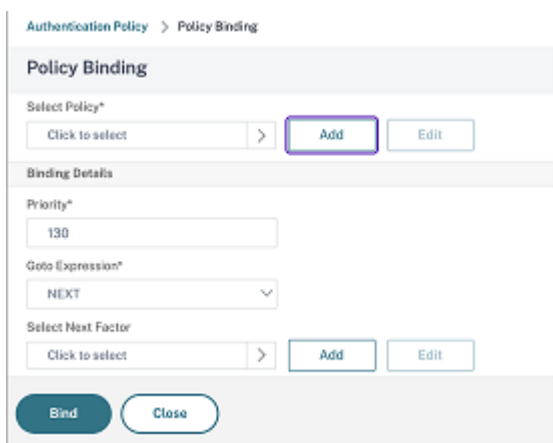 Authentication Policy > Policy Binding
Policy Binding
Select Policy*
Click to select > Add Edit
Binding Details
Priority*
130
Goto Expression*
NEXT
Select Next Factor
Click to select > Add Edit
Bind Close